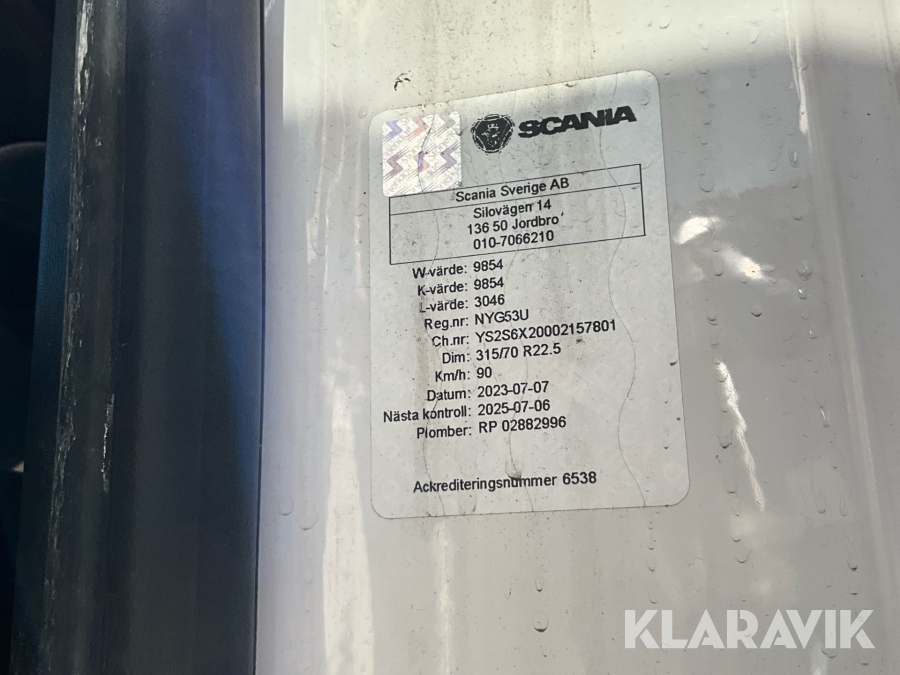 SCANIA
Scania Sverige AB
Silovägen 14
136 50 Jordbro
010-7066210
W-värde: 9854
K-värde: 9854
L-värde: 3046
Reg.nr: NYG53U
Ch.nr: YS2S6X20002157801
Dim: 315/70 R22.5
Km/h: 90
Datum: 2023-07-07
Nästa kontroll: 2025-07-06
Plomber: RP 02882996
Ackrediteringsnummer 6538
KLARAVIK